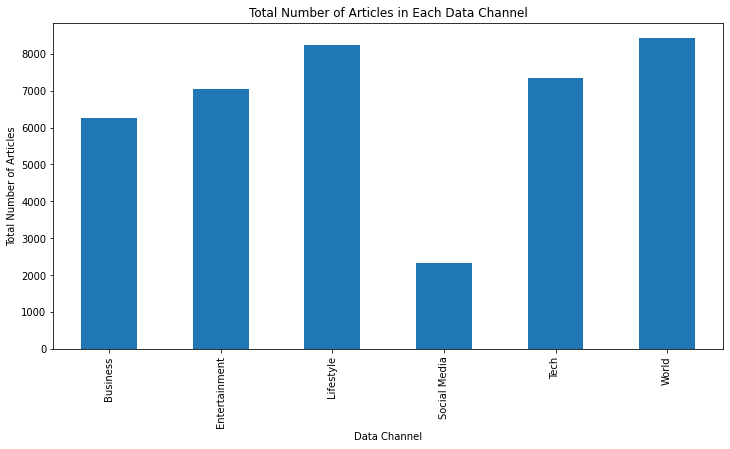 Total Number of Articles in Each Data Channel
Total Number of Articles
8000
7000
6000
5000
4000
3000
2000
1000
0
Business
Entertainment
Lifestyle
Social Media
Tech
World
Data Channel